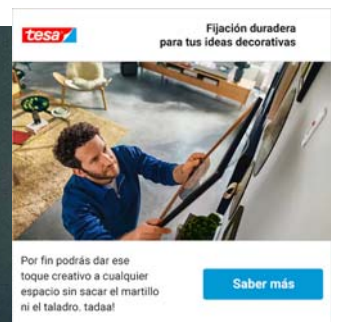 tesa
Fijación duradera
para tus ideas decorativas
Por fin podrás dar ese
toque creativo a cualquier
espacio sin sacar el martillo
ni el taladro. tadaa!
Saber más